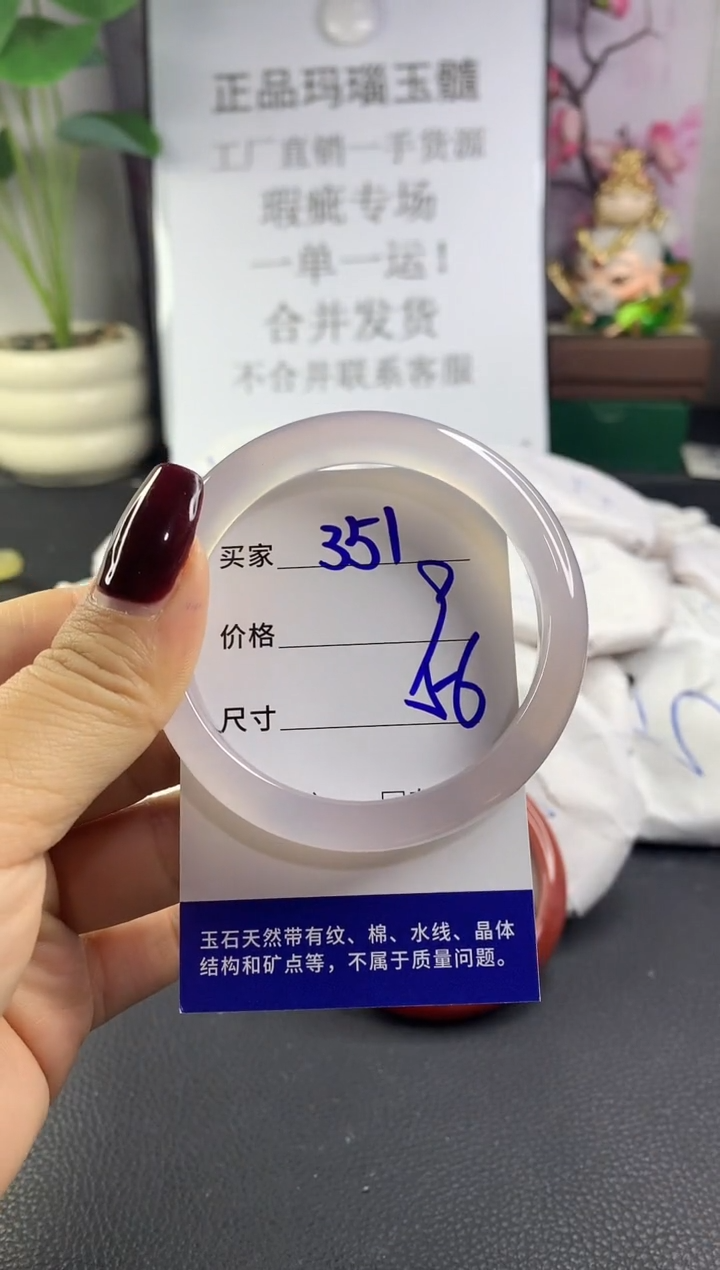 正品玛瑙玉髓
工厂直销一手货源
瑕疵专场
一单一运!
合并发货
不合并联系客服
买家 351
价格
尺寸 56
玉石天然带有纹、棉、水线、晶体
结构和矿点等，不属于质量问题。